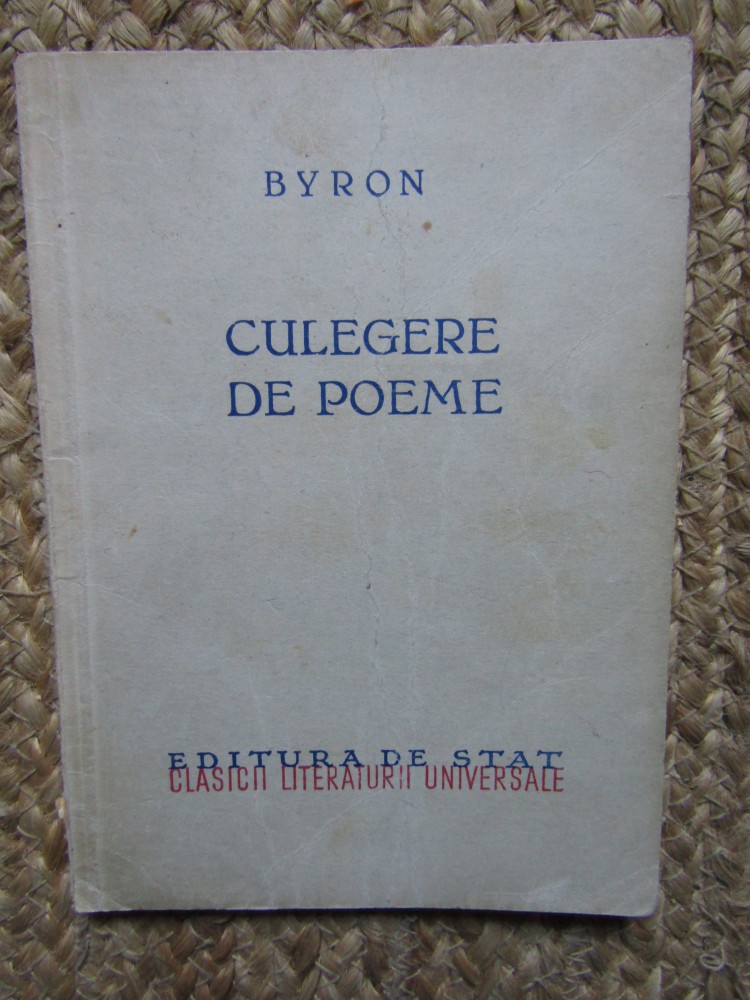 BYRON
CULEGERE
DE POEME
EDITURA DE STAT
CLASICII LITERATURII UNIVERSALE